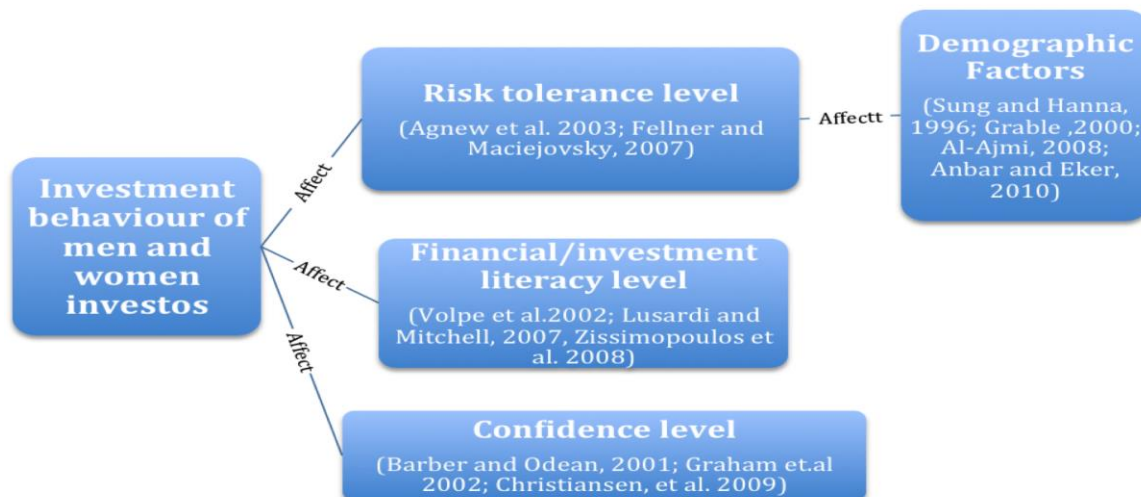 Investment
behaviour of
men and
women
investos
Affect
Affect
Affect
Risk tolerance level
(Agnew et al. 2003; Fellner and
Maciejovsky, 2007)
Affectt
Demographic
Factors
(Sung and Hanna,
1996; Grable ,2000;
Al-Ajmi, 2008;
Anbar and Eker,
2010)
Financial/investment
literacy level
(Volpe et al.2002; Lusardi and
Mitchell, 2007, Zissimopoulos et
al. 2008)
Confidence level
(Barber and Odean, 2001; Graham et.al
2002; Christiansen, et al. 2009)